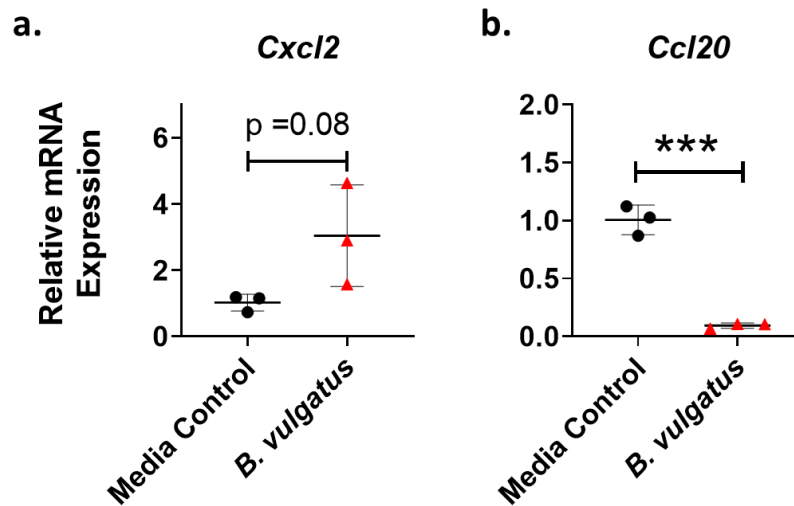 a.
Cxcl2
Relative mRNA
Expression
6
4
2
0
p =0.08
Media Control
B. vulgatus
b.
Ccl20
2.0
1.5
1.0
0.5
0.0
***
Media Control
B. vulgatus